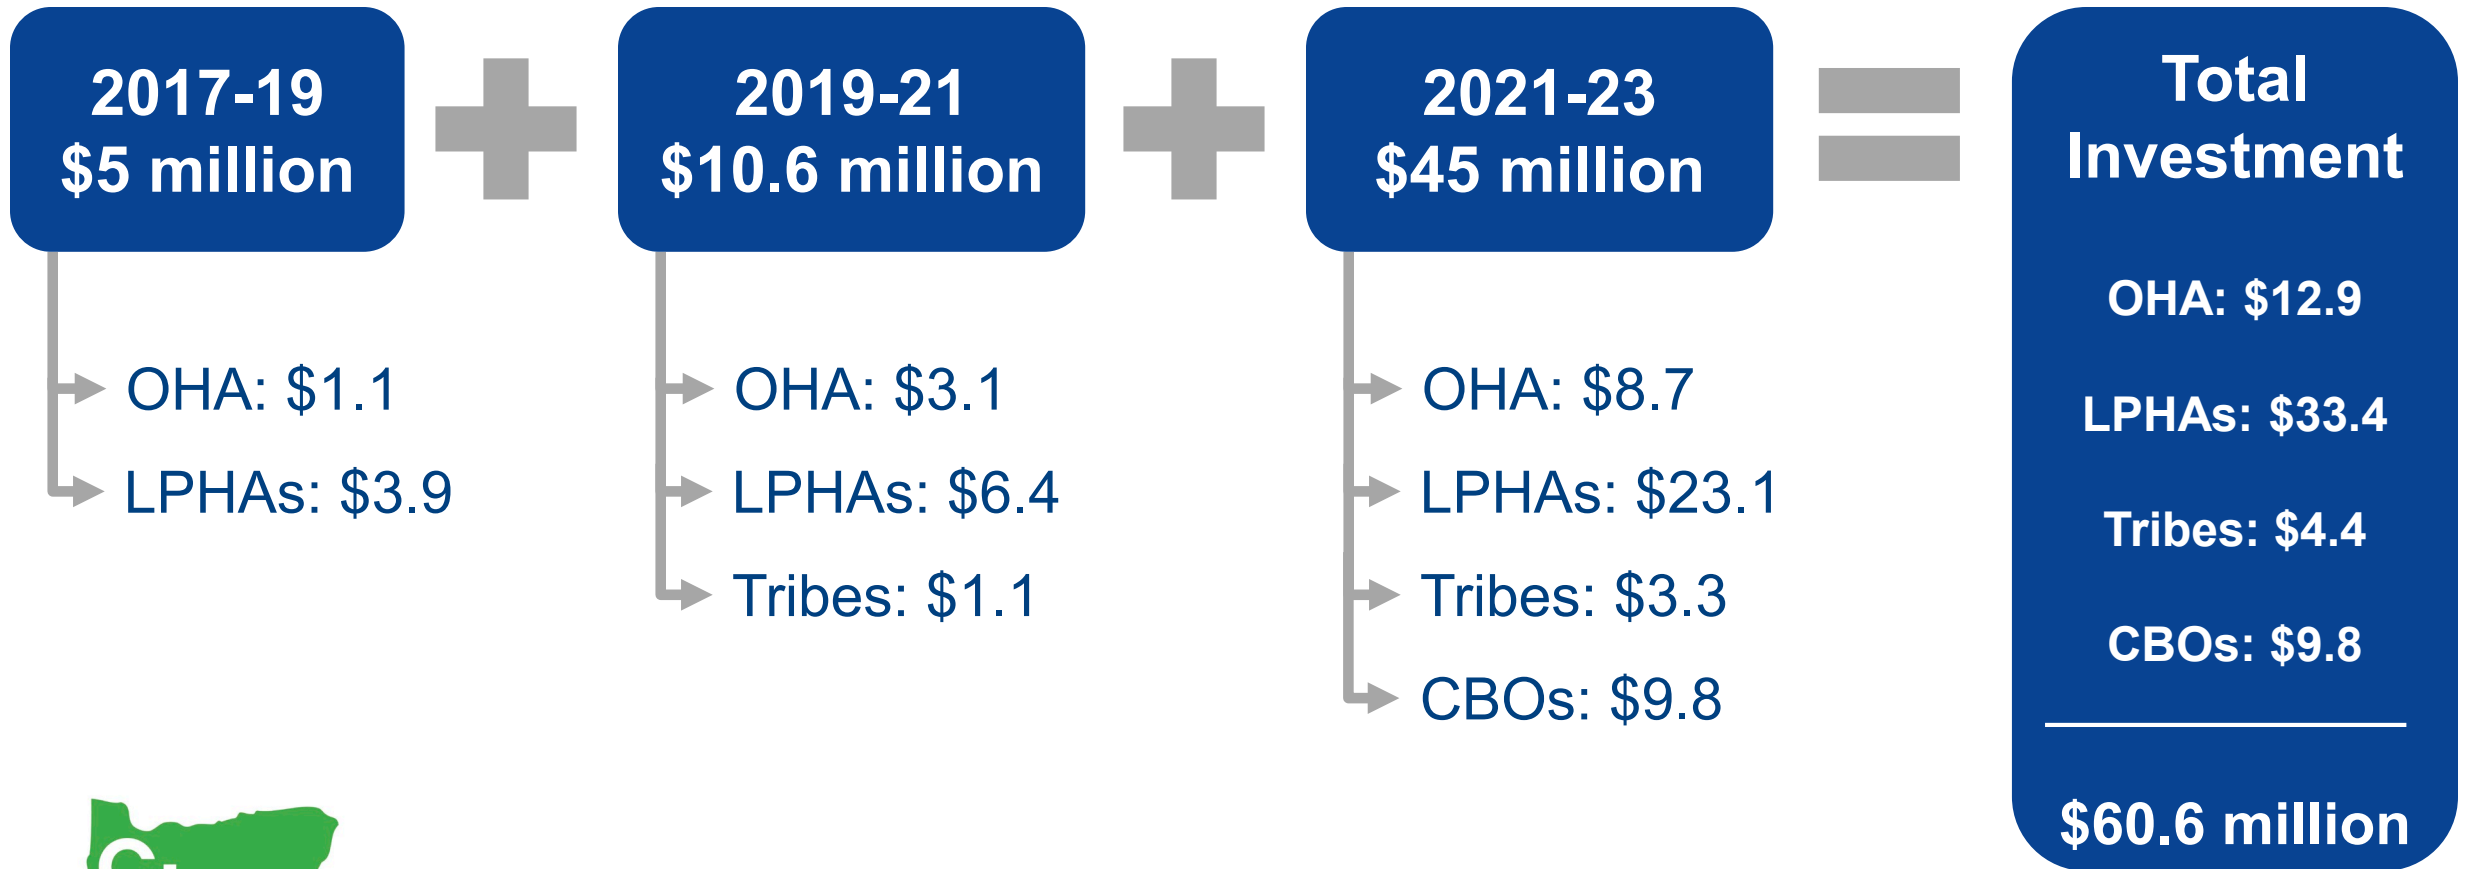 2017-19
$5 million
OHA: $1.1
LPHAs: $3.9
2019-21
$10.6 million
OHA: $3.1
LPHAs: $6.4
Tribes: $1.1
2021-23
$45 million
OHA: $8.7
LPHAs: $23.1
Tribes: $3.3
CBOs: $9.8
Total
Investment
OHA: $12.9
LPHAs: $33.4
Tribes: $4.4
CBOs: $9.8
$60.6 million